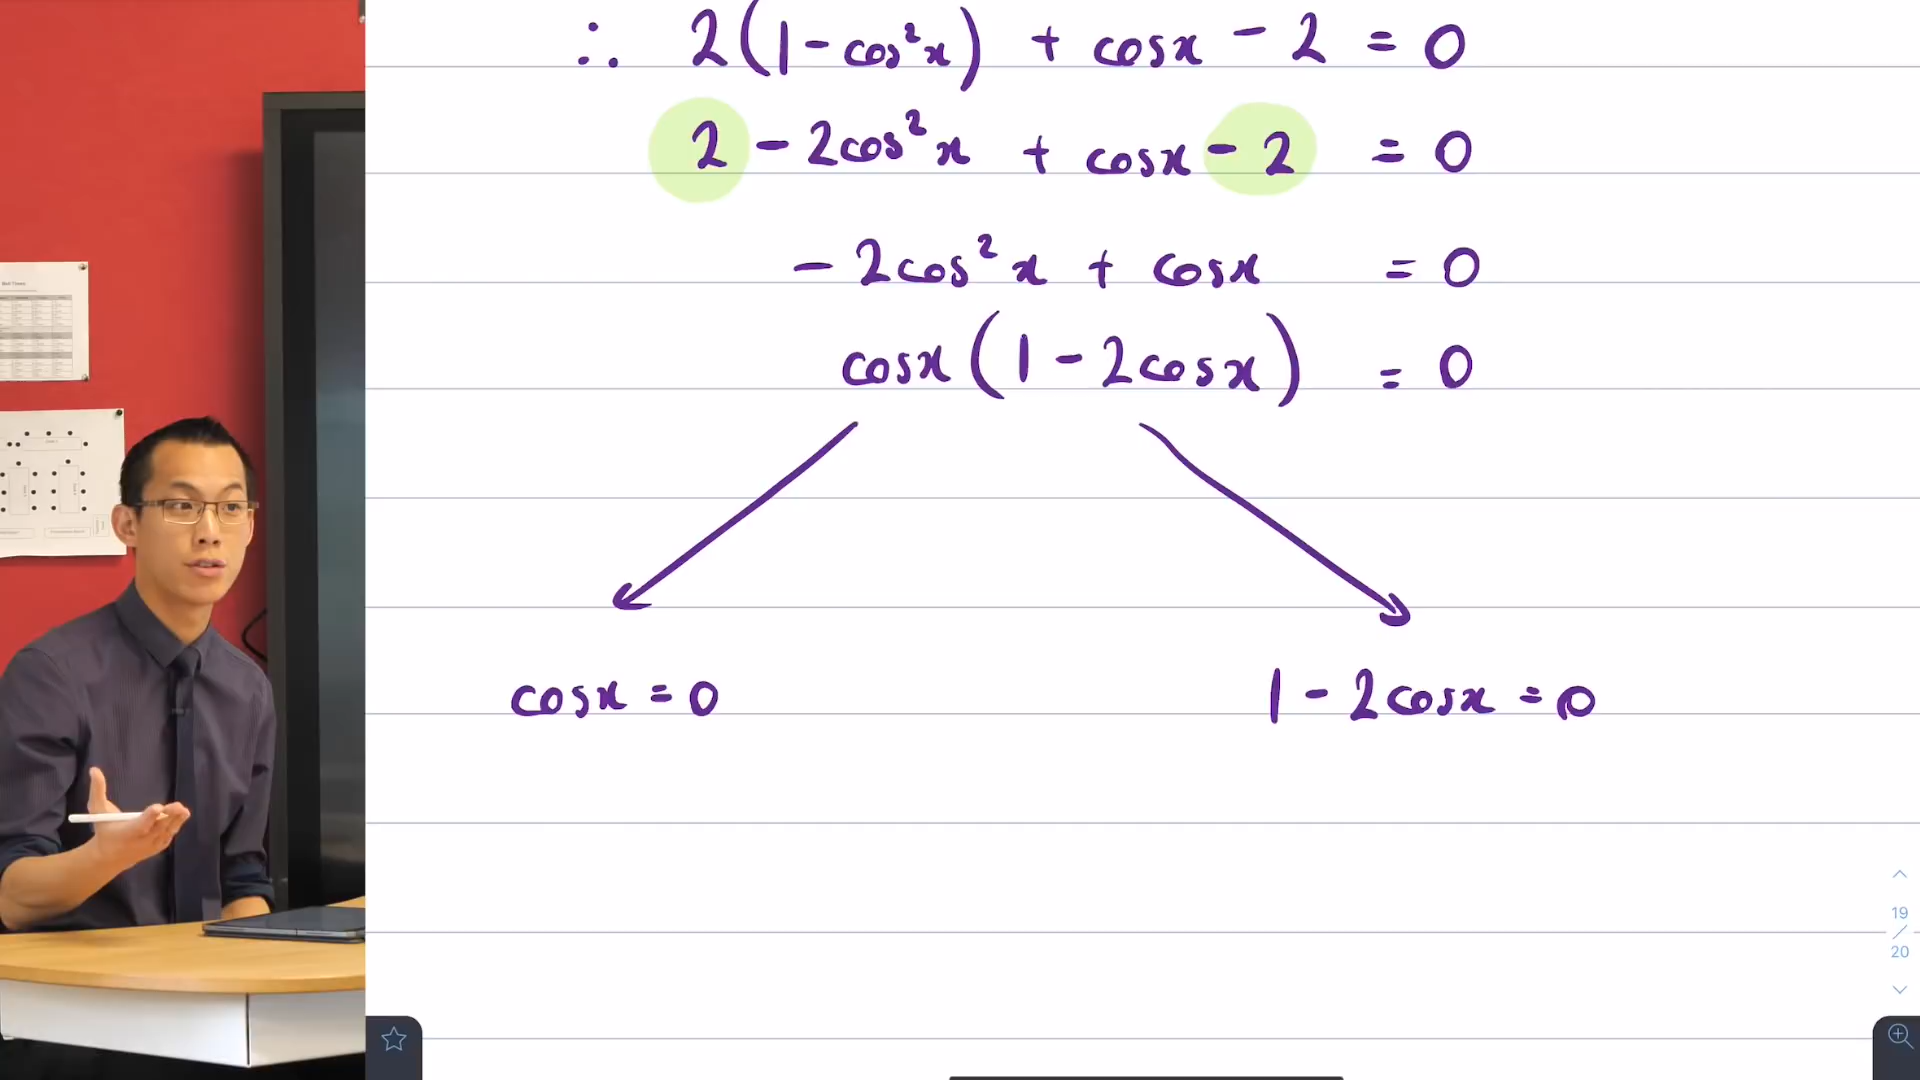 ∴ 2(1-cos²x) + cosx - 2 = 0
2 - 2cos²x + cosx - 2 = 0
- 2cos²x + cosx = 0
cosx(1 - 2cosx) = 0
cosx = 0
1 - 2cosx = 0
19
/
20